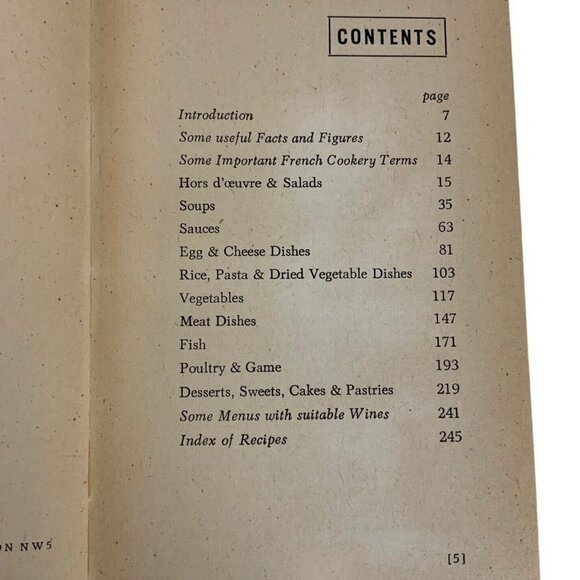 CONTENTS
page
Introduction 7
Some useful Facts and Figures 12
Some Important French Cookery Terms 14
Hors d'œuvre & Salads 15
Soups 35
Sauces 63
Egg & Cheese Dishes 81
Rice, Pasta & Dried Vegetable Dishes 103
Vegetables 117
Meat Dishes 147
Fish 171
Poultry & Game 193
Desserts, Sweets, Cakes & Pastries 219
Some Menus with suitable Wines 241
Index of Recipes 245
ON NW5
[5]